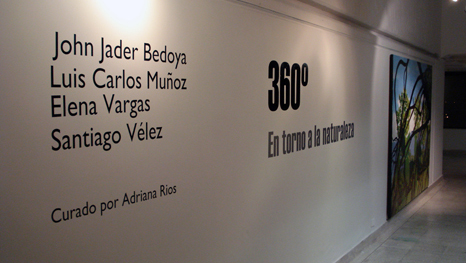 John Jader Bedoya
Luis Carlos Muñoz
Elena Vargas
Santiago Vélez
Curado por Adriana Rios
360º
En torno a la naturaleza